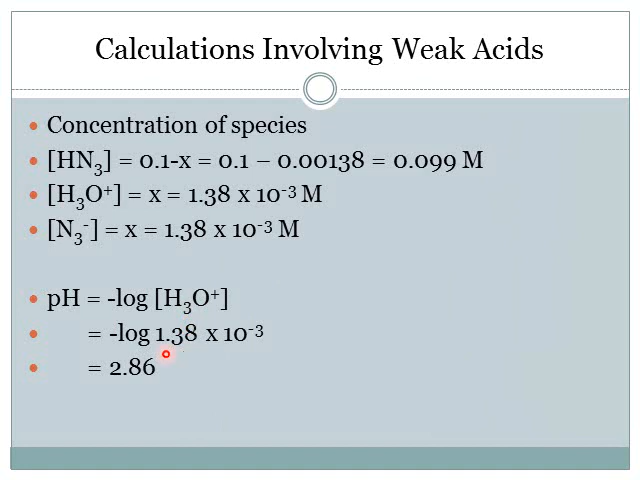 Calculations Involving Weak Acids
• Concentration of species
• [HN₃] = 0.1-x = 0.1 – 0.00138 = 0.099 M
• [H₃O⁺] = x = 1.38 x 10⁻³ M
• [N₃⁻] = x = 1.38 x 10⁻³ M
• pH = -log [H₃O⁺]
• = -log 1.38 x 10⁻³
• = 2.86